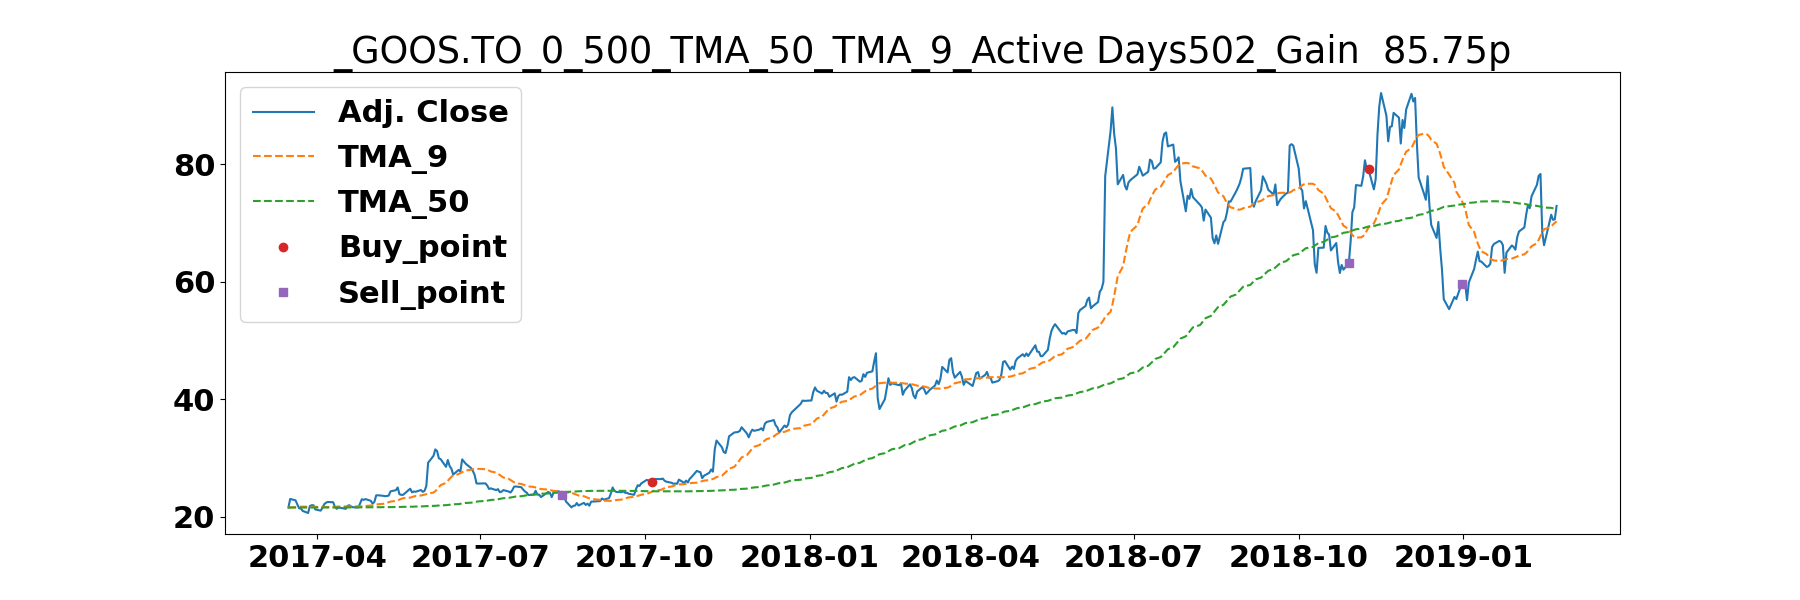 _GOOS.TO_0_500_TMA_50_TMA_9_Active Days502_Gain  85.75p
Adj. Close
TMA_9
TMA_50
Buy_point
Sell_point
80
60
40
20
2017-04 2017-07 2017-10 2018-01 2018-04 2018-07 2018-10 2019-01